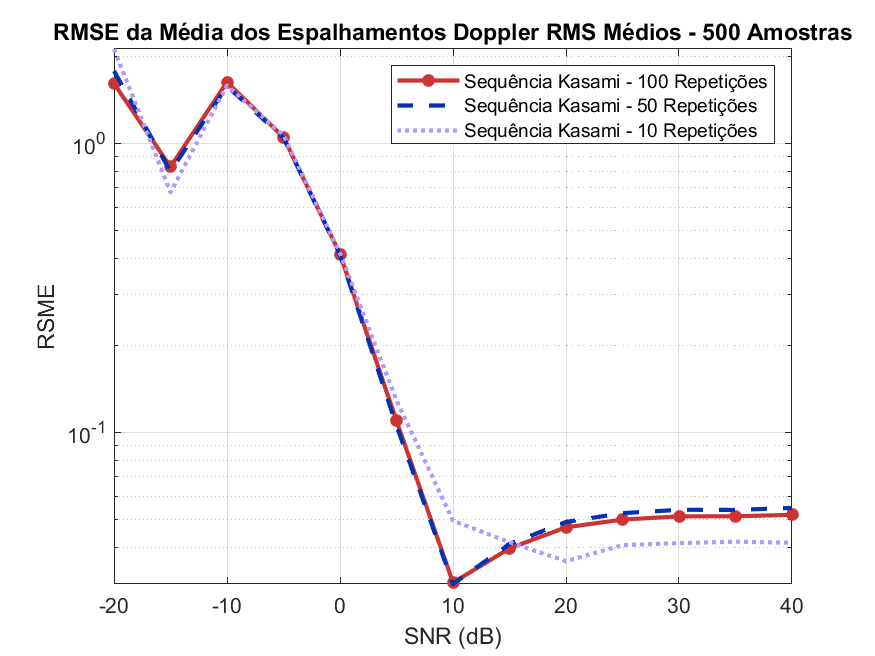 RMSE da Média dos Espalhamentos Doppler RMS Médios - 500 Amostras
Sequência Kasami - 100 Repetições
Sequência Kasami - 50 Repetições
Sequência Kasami - 10 Repetições
10^0
10^-1
RSME
-20 -10 0 10 20 30 40
SNR (dB)